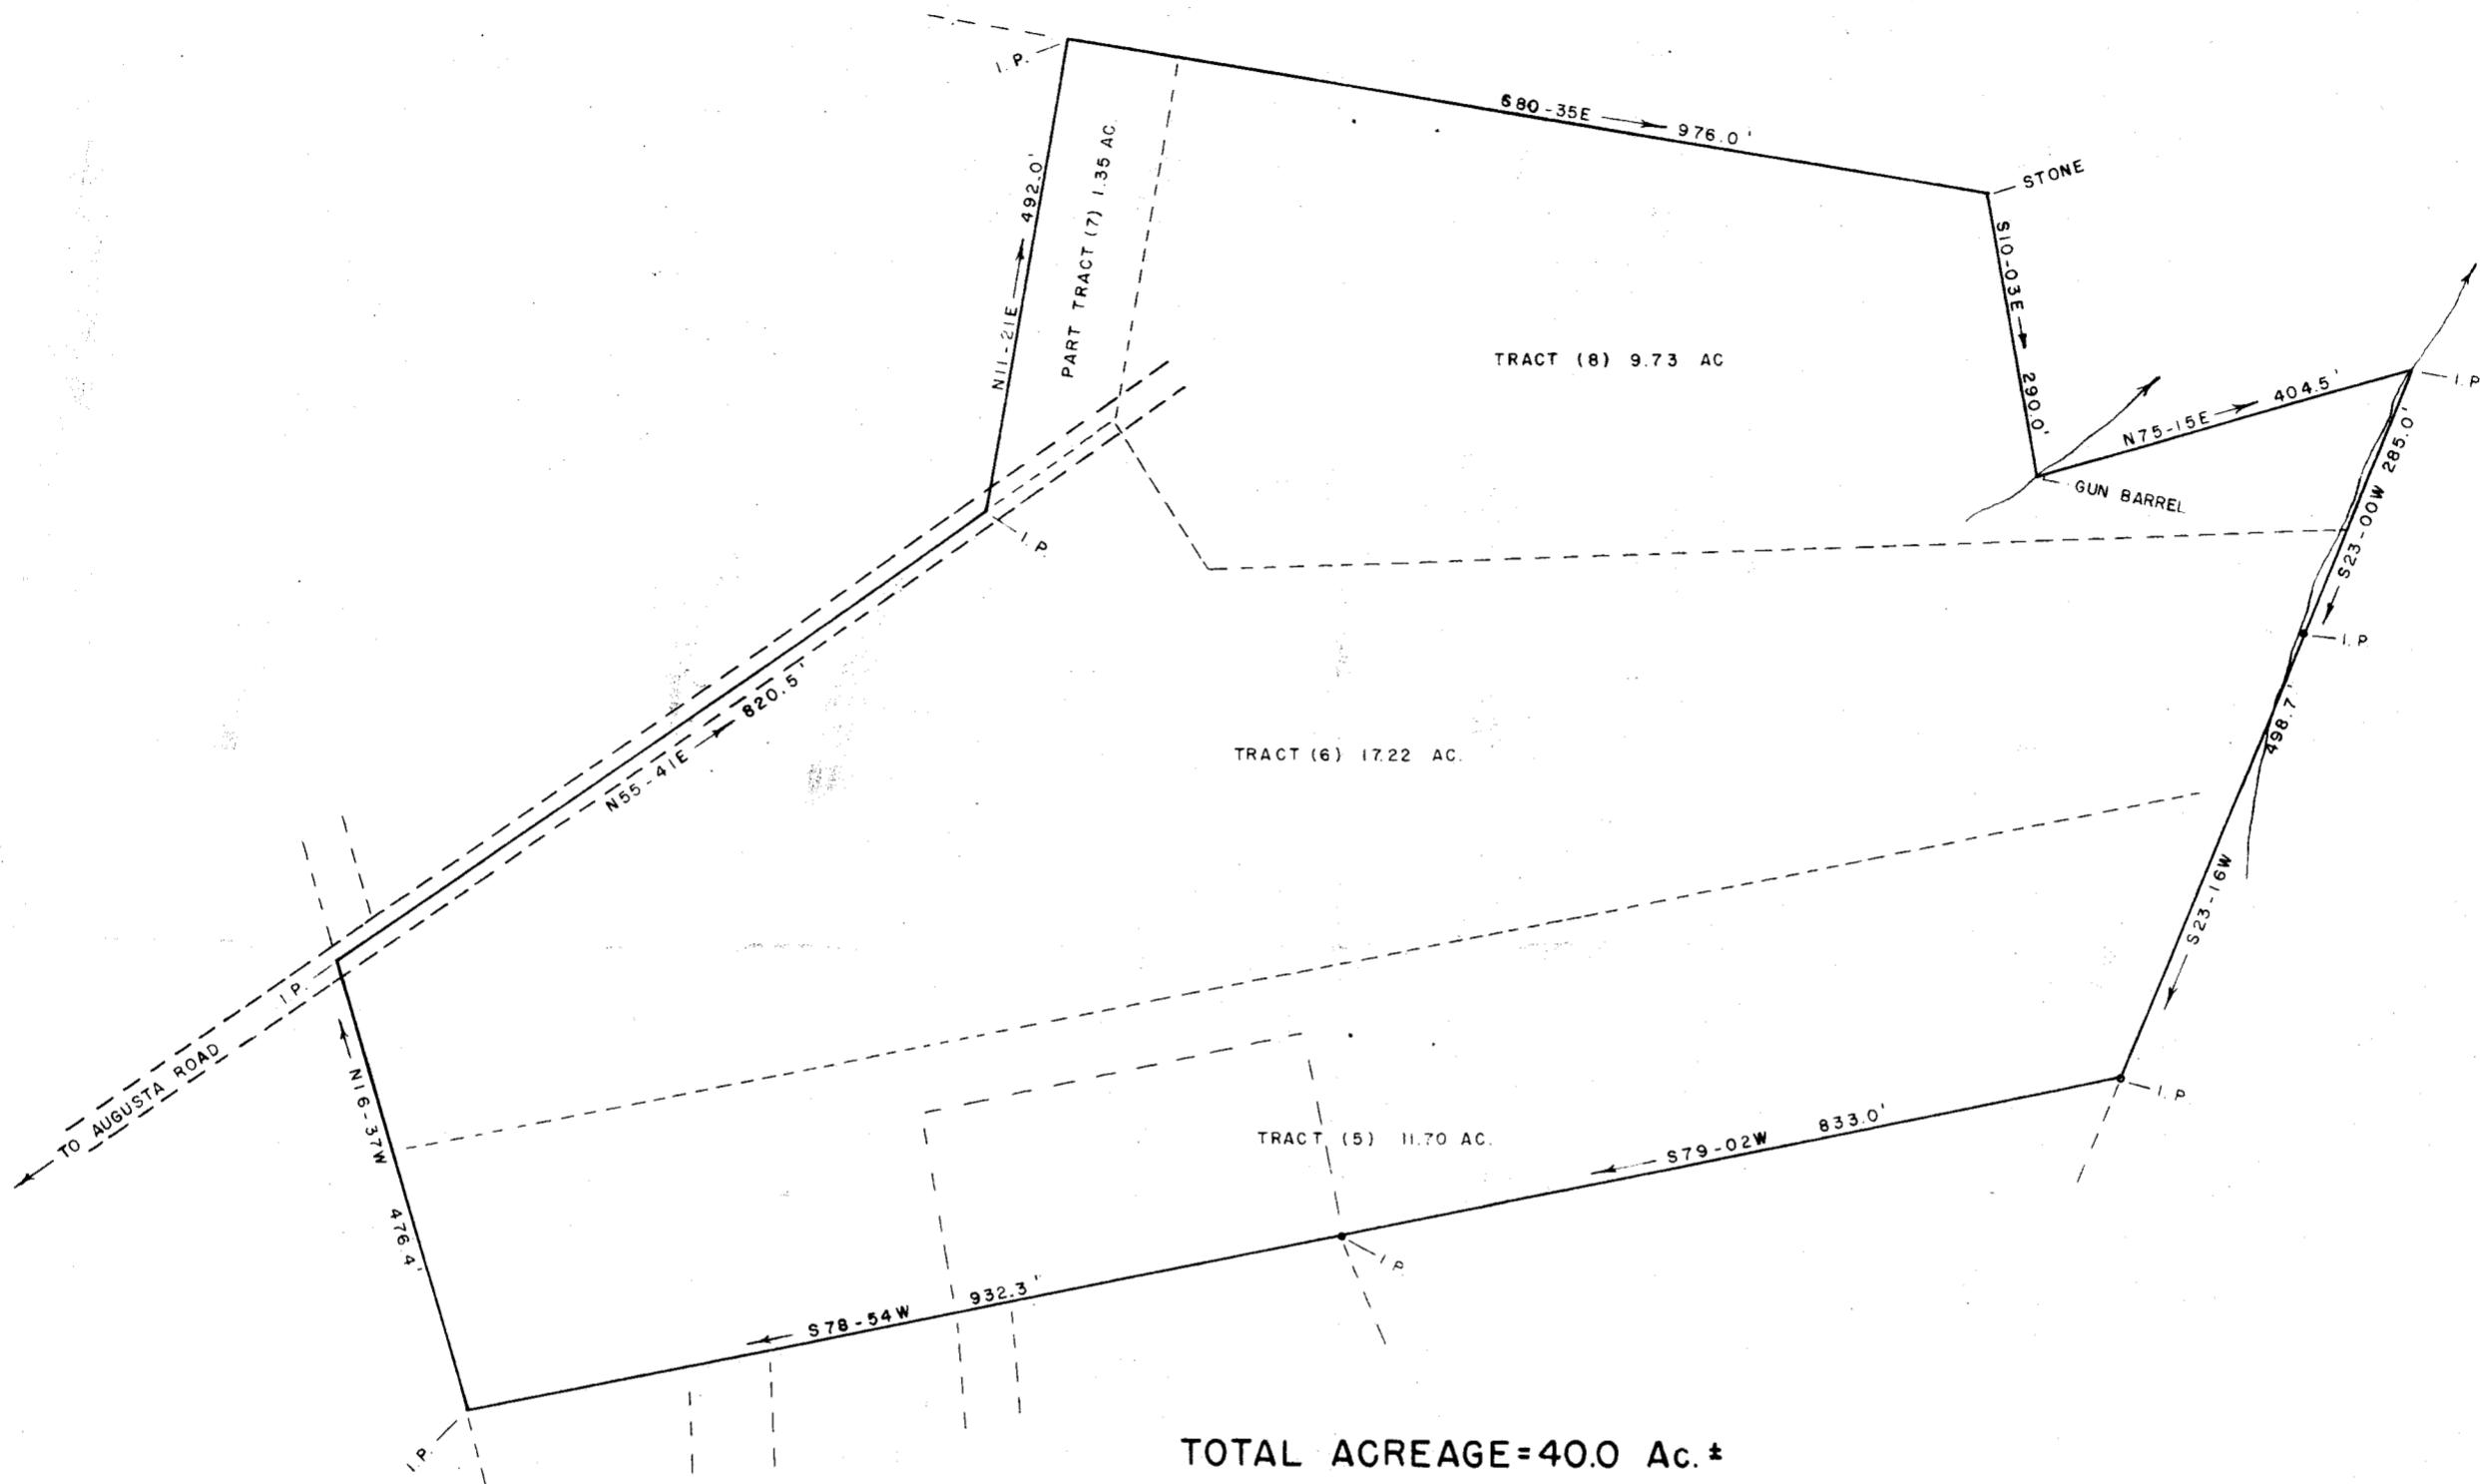 I. P.
S80-35E 976.0'
STONE
N11-21E 492.0'
PART TRACT (7) 1.35 AC.
S10-03E 290.0'
TRACT (8) 9.73 AC
N75-15E 404.5'
I. P
GUN BARREL
S23-00W 285.0'
I. P.
I. P
N55-41E 820.5'
TRACT (6) 17.22 AC.
498.7'
S23-16W
I. P.
TO AUGUSTA ROAD
N16-37W 476.4'
TRACT (5) 11.70 AC.
S79-02W 833.0'
I. P.
I. P
S78-54W 932.3'
I. P.
TOTAL ACREAGE=40.0 Ac.±